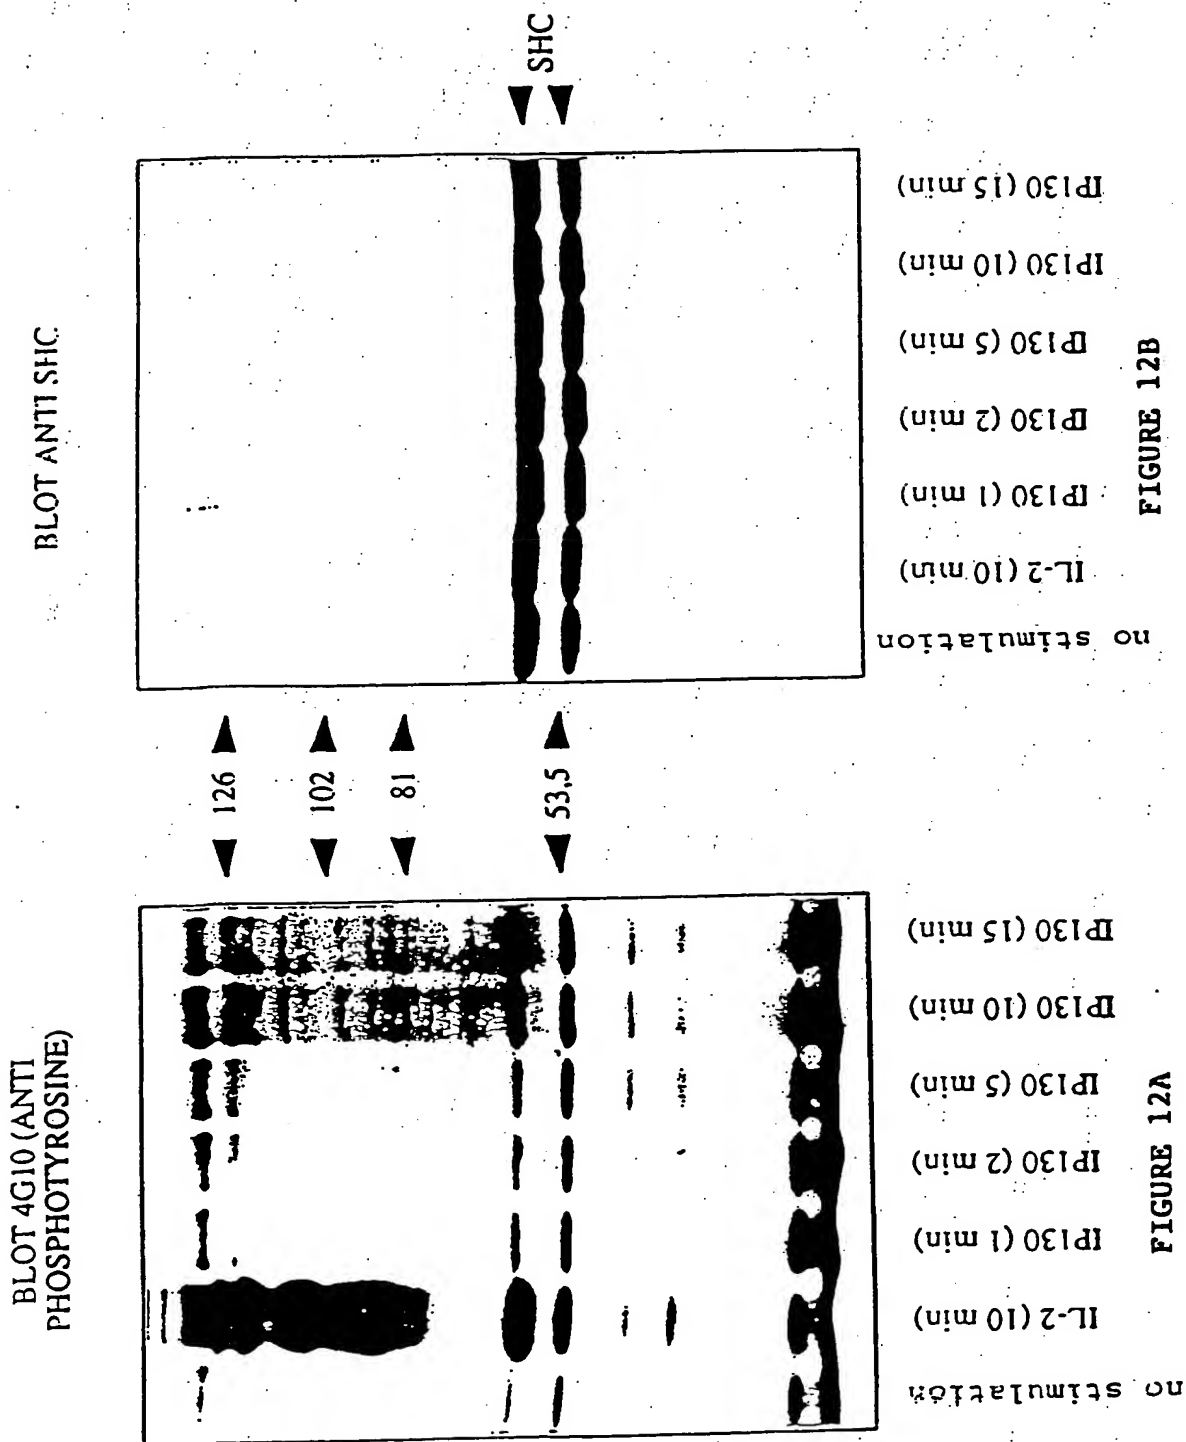 BLOT 4G10 (ANTI
PHOSPHOTYROSINE)
126
102
81
53,5
no stimulation
IL-2 (10 min)
IP130 (1 min)
IP130 (2 min)
IP130 (5 min)
IP130 (10 min)
IP130 (15 min)
FIGURE 12A
BLOT ANTI SHC
SHC
no stimulation
IL-2 (10 min)
IP130 (1 min)
IP130 (2 min)
IP130 (5 min)
IP130 (10 min)
IP130 (15 min)
FIGURE 12B